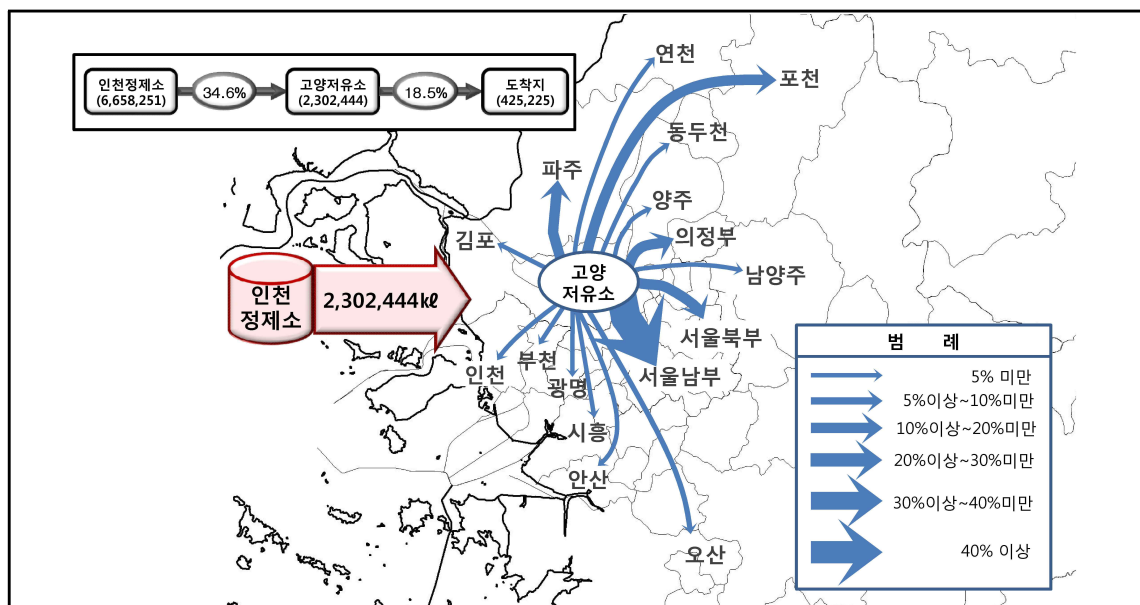 인천정제소
(6,658,251)
34.6%
고양저유소
(2,302,444)
18.5%
도착지
(425,225)
연천
포천
동두천
파주
양주
의정부
김포
남양주
고양
저유소
인천
정제소
2,302,444㎘
서울북부
부천
인천
광명
서울남부
시흥
안산
오산
범 례
5% 미만
5%이상~10%미만
10%이상~20%미만
20%이상~30%미만
30%이상~40%미만
40% 이상